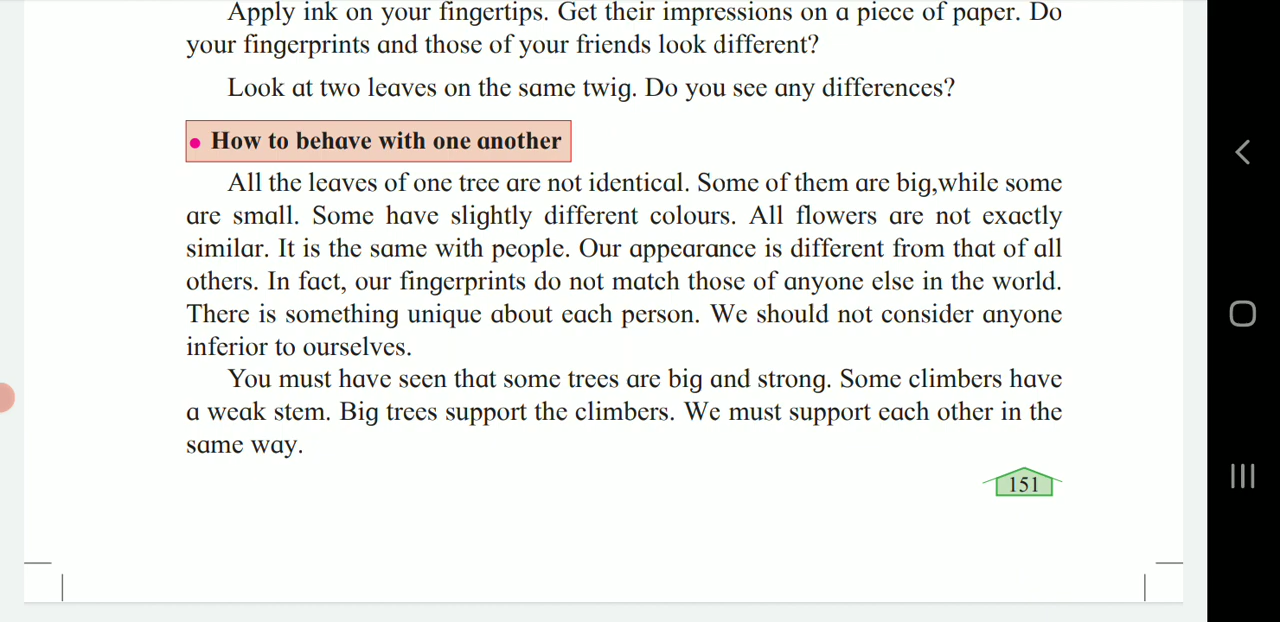 Apply ink on your fingertips. Get their impressions on a piece of paper. Do
your fingerprints and those of your friends look different?
Look at two leaves on the same twig. Do you see any differences?
• How to behave with one another
All the leaves of one tree are not identical. Some of them are big,while some
are small. Some have slightly different colours. All flowers are not exactly
similar. It is the same with people. Our appearance is different from that of all
others. In fact, our fingerprints do not match those of anyone else in the world.
There is something unique about each person. We should not consider anyone
inferior to ourselves.
You must have seen that some trees are big and strong. Some climbers have
a weak stem. Big trees support the climbers. We must support each other in the
same way.
151